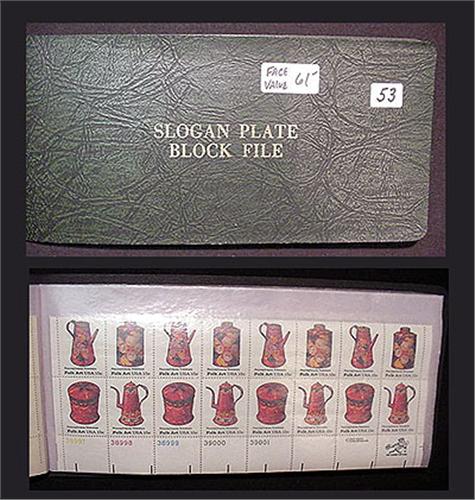 FACE
VALUE 61
53
SLOGAN PLATE
BLOCK FILE
Folk Art USA 15c Folk Art USA 15c Folk Art USA 15c Folk Art USA 15c Folk Art USA 15c Folk Art USA 15c Folk Art USA 15c Folk Art USA 15c
Folk Art USA 15c Folk Art USA 15c Folk Art USA 15c Folk Art USA 15c Folk Art USA 15c Folk Art USA 15c Folk Art USA 15c Folk Art USA 15c
38998 38999 39000 39001